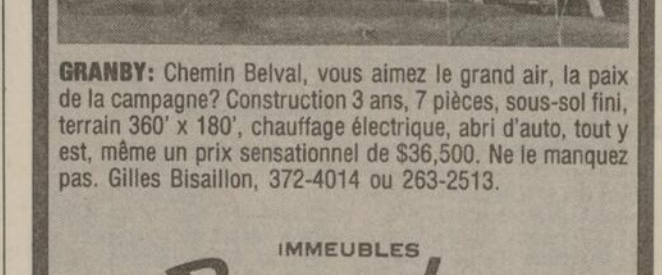 GRANBY: Chemin Belval, vous aimez le grand air, la paix
de la campagne? Construction 3 ans, 7 pièces, sous-sol fini,
terrain 360' x 180', chauffage électrique, abri d'auto, tout y
est, même un prix sensationnel de $36,500. Ne le manquez
pas. Gilles Bisaillon, 372-4014 ou 263-2513.
IMMEUBLES